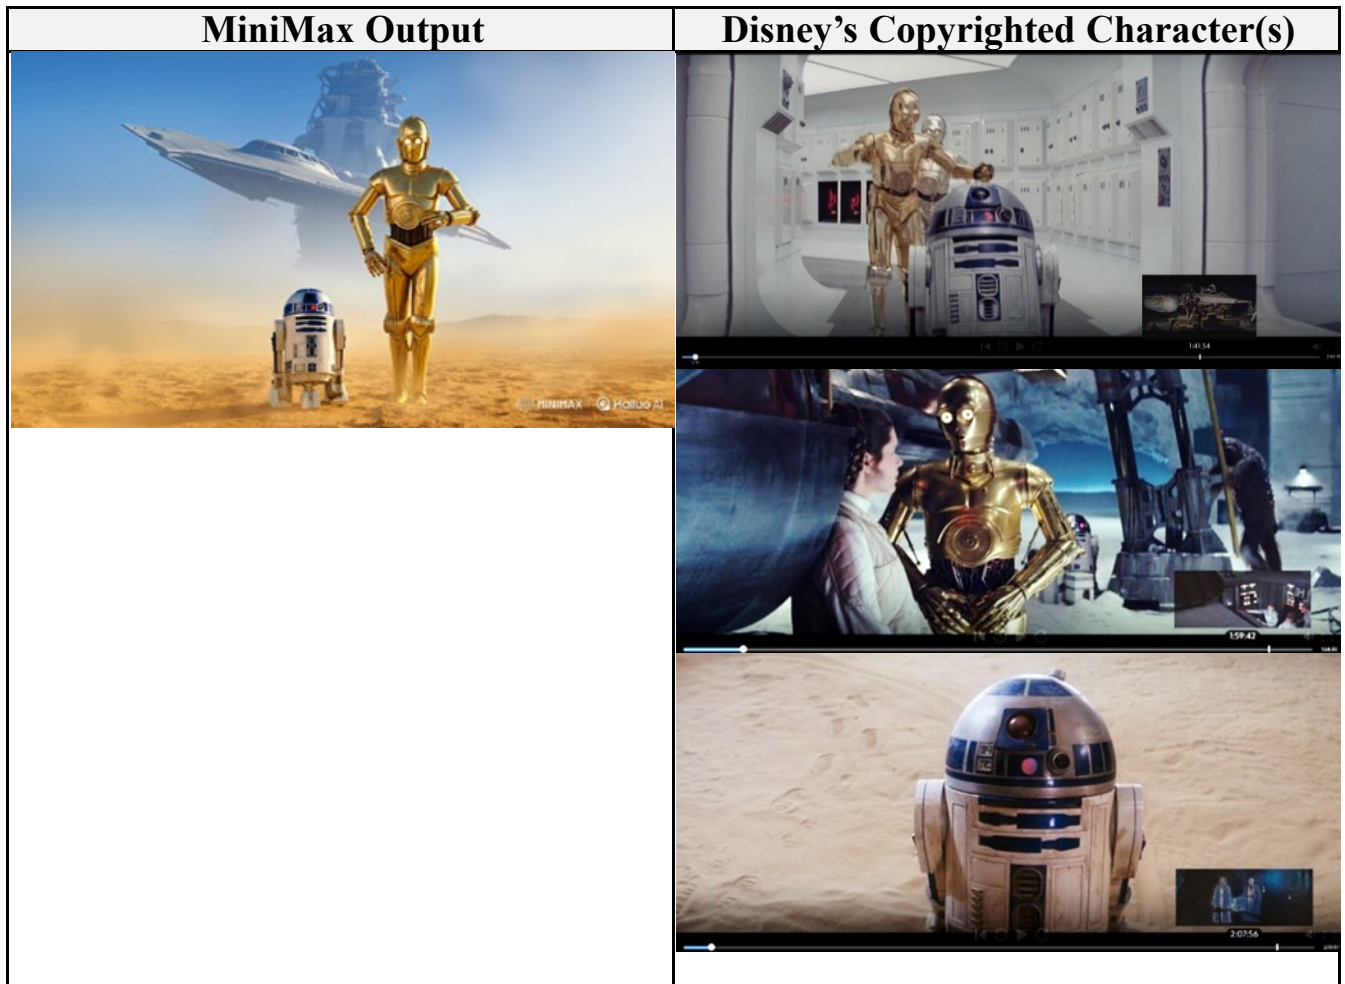 MiniMax Output
Disney’s Copyrighted Character(s)
MINIMAX
Hailuo AI
1:41:54
1:59:42
2:07:56